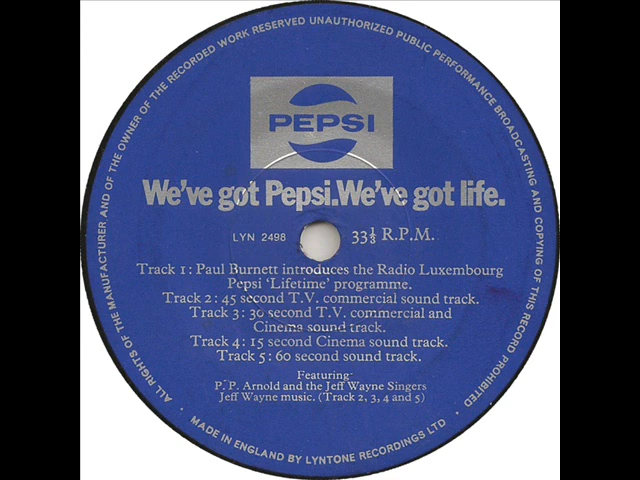 ALL RIGHTS OF THE MANUFACTURER AND OF THE OWNER OF THE RECORDED WORK RESERVED UNAUTHORIZED PUBLIC PERFORMANCE BROADCASTING AND COPYING OF THIS RECORD PROHIBITED
PEPSI
We've got Pepsi.We've got life.
LYN 2498
33⅓ R.P.M.
Track 1 : Paul Burnett introduces the Radio Luxembourg
Pepsi 'Lifetime' programme.
Track 2 : 45 second T.V. commercial sound track.
Track 3 : 30 second T.V. commercial and
Cinema sound track.
Track 4 : 15 second Cinema sound track.
Track 5 : 60 second sound track.
Featuring
P. P. Arnold and the Jeff Wayne Singers
Jeff Wayne music. (Track 2, 3, 4 and 5)
• MADE IN ENGLAND BY LYNTONE RECORDINGS LTD •